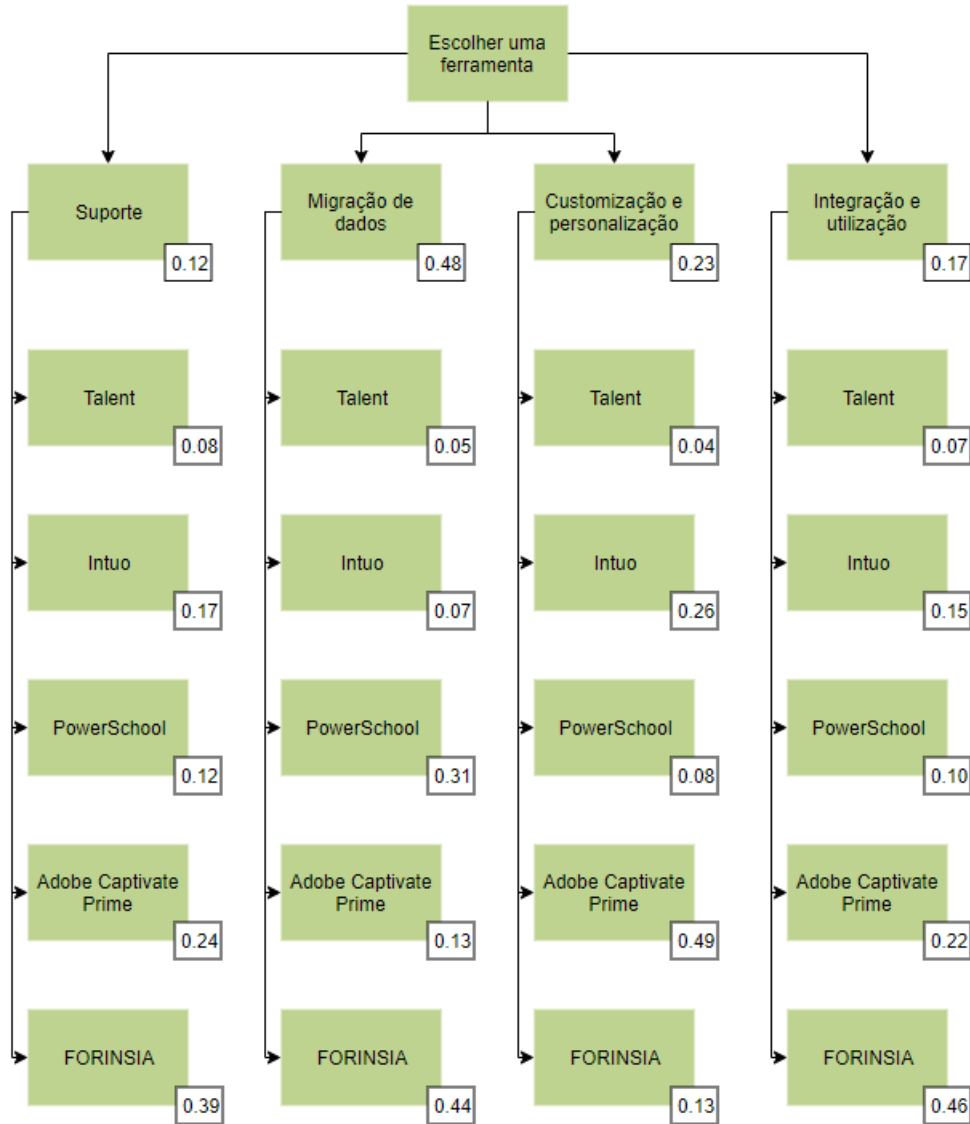 Escolher uma
ferramenta
Suporte
0.12
Migração de
dados
0.48
Customização e
personalização
0.23
Integração e
utilização
0.17
Talent
0.08
Talent
0.05
Talent
0.04
Talent
0.07
Intuo
0.17
Intuo
0.07
Intuo
0.26
Intuo
0.15
PowerSchool
0.12
PowerSchool
0.31
PowerSchool
0.08
PowerSchool
0.10
Adobe Captivate
Prime
0.24
Adobe Captivate
Prime
0.13
Adobe Captivate
Prime
0.49
Adobe Captivate
Prime
0.22
FORINSIA
0.39
FORINSIA
0.44
FORINSIA
0.13
FORINSIA
0.46